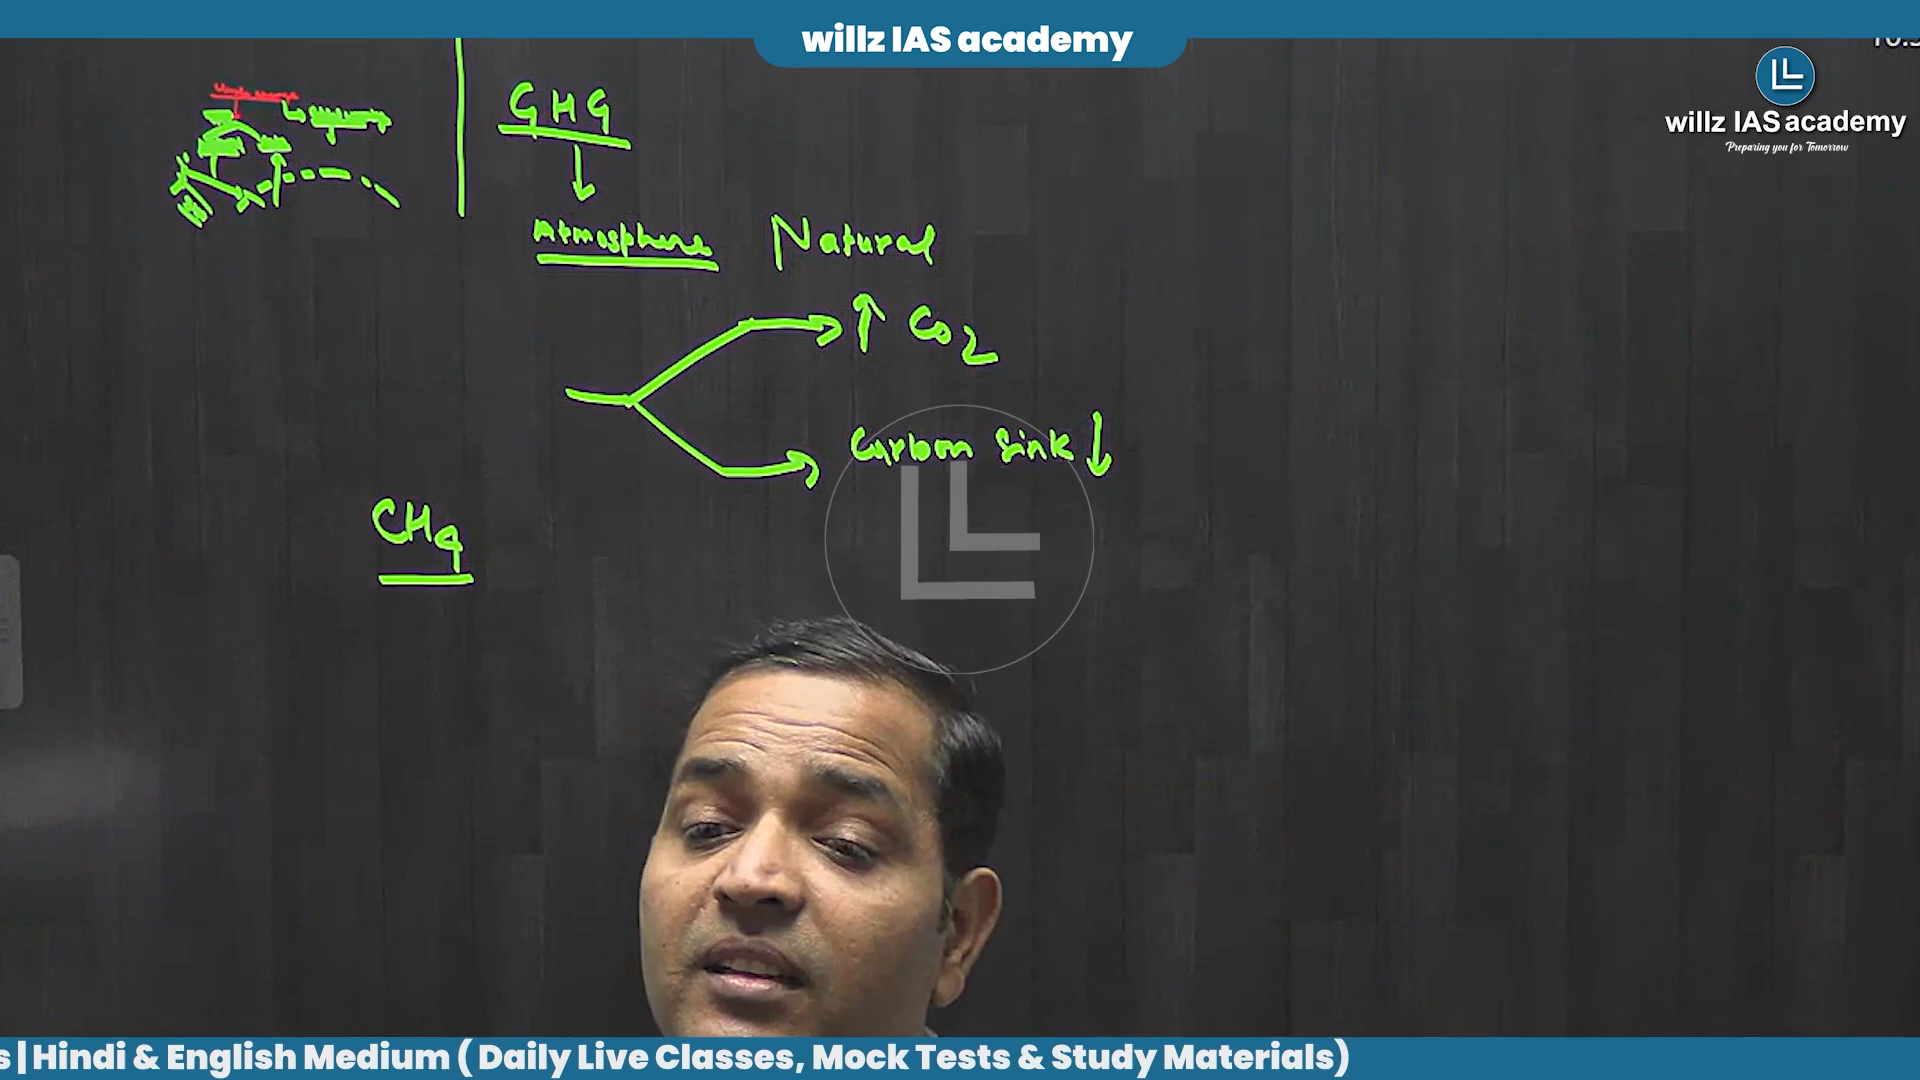 willz IAS academy
willz IAS academy
Preparing you for Tomorrow
GHG
Atmosphere Natural
↑ CO2
Carbon Sink ↓
CH4
s | Hindi & English Medium ( Daily Live Classes, Mock Tests & Study Materials)